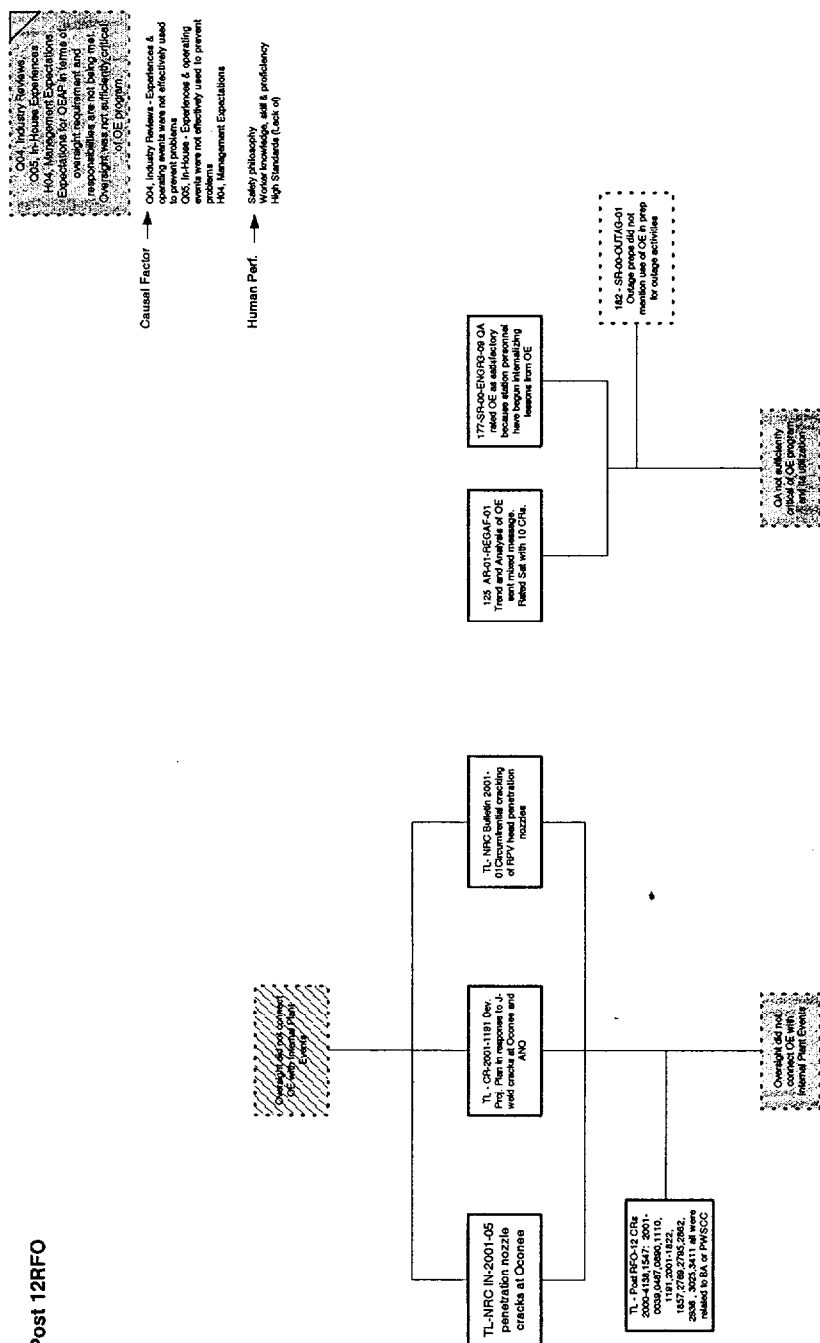 Post 12RFO
Oversight did not connect
OE with Internal Plant
Events
TL-NRC IN-2001-05
penetration nozzle
cracks at Oconee
TL - CR-2001-1191 Dev.
Proj. Plan in response to J-
weld cracks at Oconee and
ANO
TL- NRC Bulletin 2001-
01Circumfrential cracking
of RPV head penetration
nozzles
TL - Post RFO-12 CRs
2000-4138,1547: 2001-
0039,0487,0890,1110,
1191,2001-1822,
1857,2769,2795,2862,
2936, 3025,3411 all were
related to BA or PWSCC
Oversight did not
connect OE with
Internal Plant Events
125 AR-01-REGAF-01
Trend and Analysis of OE
sent mixed message.
Rated Sat with 10 CRs.
177-SR-00-ENGRG-09 QA
rated OE as satisfactory
because station personnel
have begun internalizing
lessons from OE
182 - SR-00-OUTAG-01
Outage preps did not
mention use of OE in prep
for outage activities
QA not sufficiently
critical of OE program
and its utilization
O04, Industry Reviews,
O05, In-House Experiences
H04, Management Expectations
Expectations for OEAP in terms of
oversight requirement and
responsibilities are not being met.
Oversight was not sufficiently critical
of OE program.
Causal Factor
O04, Industry Reviews - Experiences &
operating events were not effectively used
to prevent problems
O05, In-House - Experiences & operating
events were not effectively used to prevent
problems
H04, Management Expectations
Human Perf.
Safety philosophy
Worker knowledge, skill & proficiency
High Standards (Lack of)